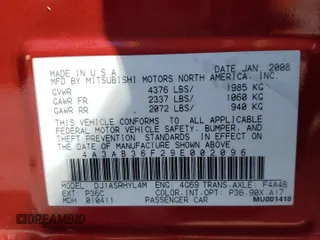 MADE IN U.S.A. DATE JAN 2008
BY MITSUBISHI MOTORS NORTH AMERICA, INC.
GVWR 4376 LBS/ 1985 KG
GAWR FR 2337 LBS/ 1060 KG
GAWR RR 2072 LBS/ 940 KG
THIS VEHICLE CONFORMS TO ALL APPLICABLE
FEDERAL MOTOR VEHICLE SAFETY, BUMPER, AND
THEFT PREVENTION STANDARDS IN EFFECT ON THE
DATE OF MANUFACTURE SHOWN ABOVE.
4A3AB36F29E002096
MODEL DJ1ASRHYL4M ENG 4G69 TRANS-AXLE: F4A4B
EXT: P36C COLOR/INT-OPT: P36.90X.A17
MDH 010411 PASSENGER CAR MU001410
DREAMBID